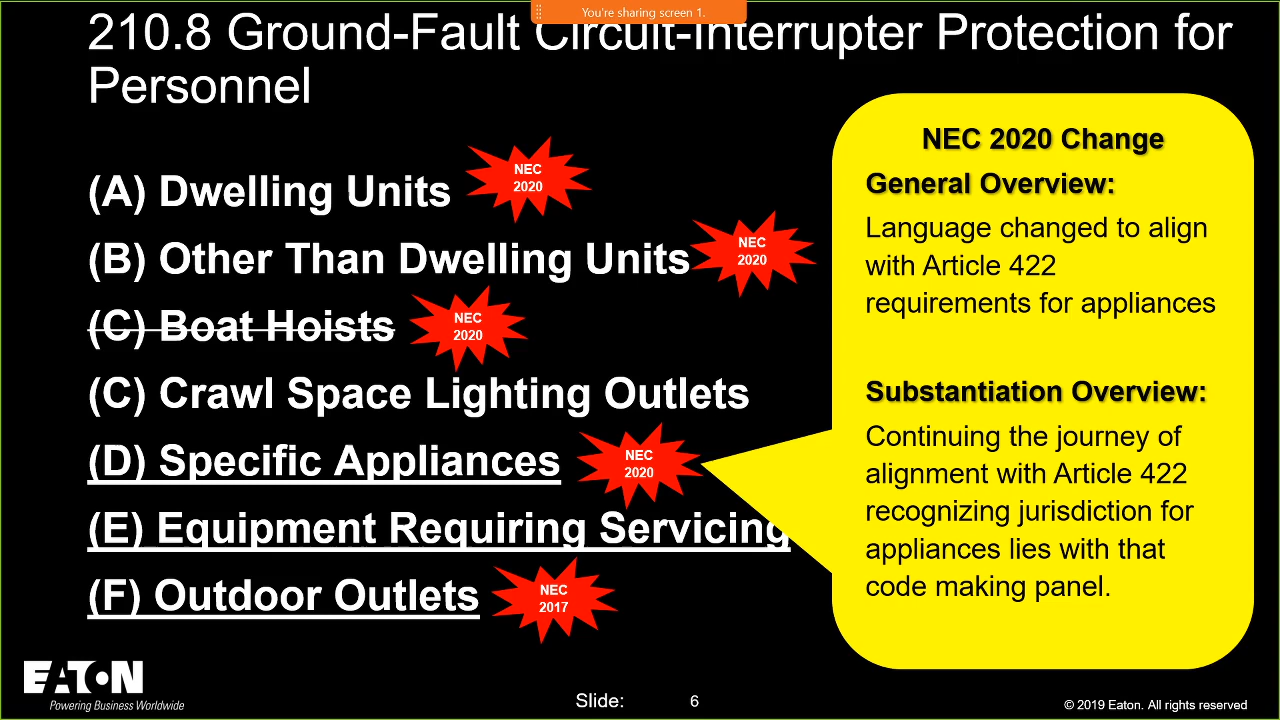 You're sharing screen 1.
210.8 Ground-Fault Circuit-Interrupter Protection for
Personnel
(A) Dwelling Units
NEC
2020
(B) Other Than Dwelling Units
NEC
2020
(C) Boat Hoists
NEC
2020
(C) Crawl Space Lighting Outlets
(D) Specific Appliances
NEC
2020
(E) Equipment Requiring Servicing
(F) Outdoor Outlets
NEC
2017
NEC 2020 Change
General Overview:
Language changed to align
with Article 422
requirements for appliances
Substantiation Overview:
Continuing the journey of
alignment with Article 422
recognizing jurisdiction for
appliances lies with that
code making panel.
EATON
Powering Business Worldwide
Slide: 6
© 2019 Eaton. All rights reserved